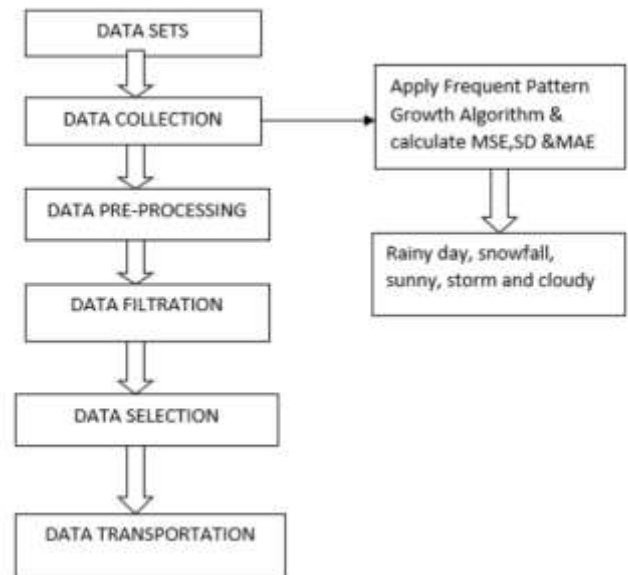 DATA SETS
DATA COLLECTION
DATA PRE-PROCESSING
DATA FILTRATION
DATA SELECTION
DATA TRANSPORTATION
Apply Frequent Pattern
Growth Algorithm &
calculate MSE,SD &MAE
Rainy day, snowfall,
sunny, storm and cloudy